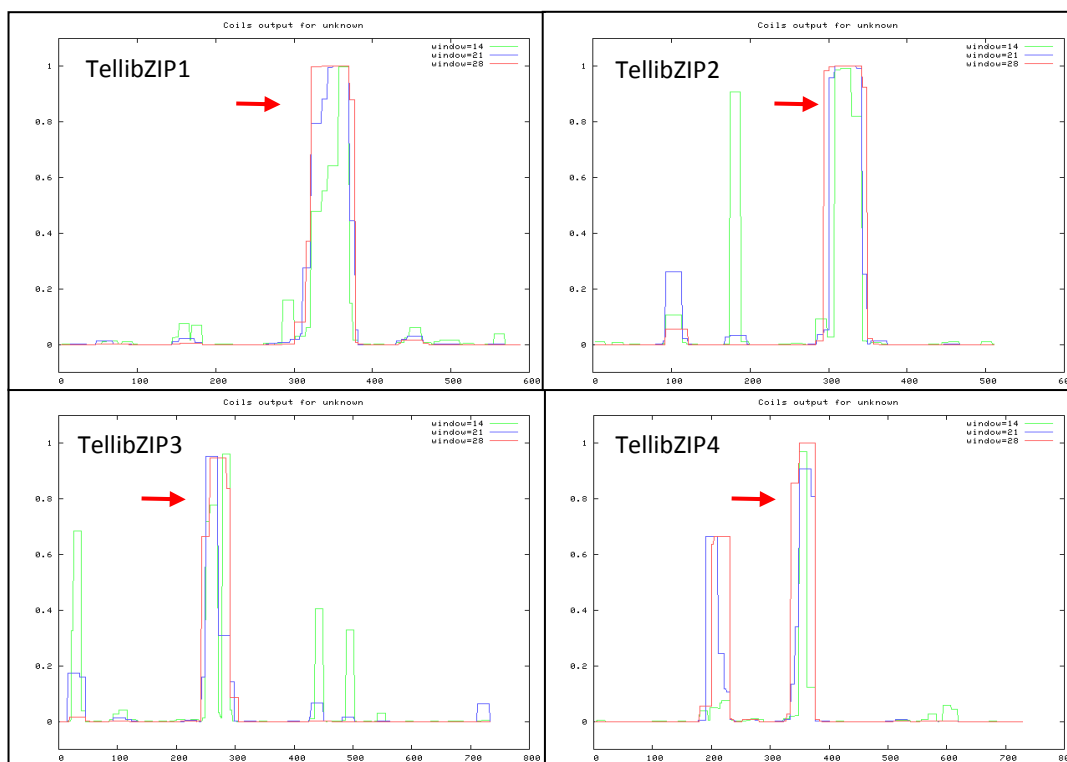 Coils output for unknown
TellibZIP1
window=14
window=21
window=28
1
0.8
0.6
0.4
0.2
0
0 100 200 300 400 500 600
Coils output for unknown
TellibZIP2
window=14
window=21
window=28
1
0.8
0.6
0.4
0.2
0
0 100 200 300 400 500 600
Coils output for unknown
TellibZIP3
window=14
window=21
window=28
1
0.8
0.6
0.4
0.2
0
0 100 200 300 400 500 600 700 800
Coils output for unknown
TellibZIP4
window=14
window=21
window=28
1
0.8
0.6
0.4
0.2
0
0 100 200 300 400 500 600 700 800